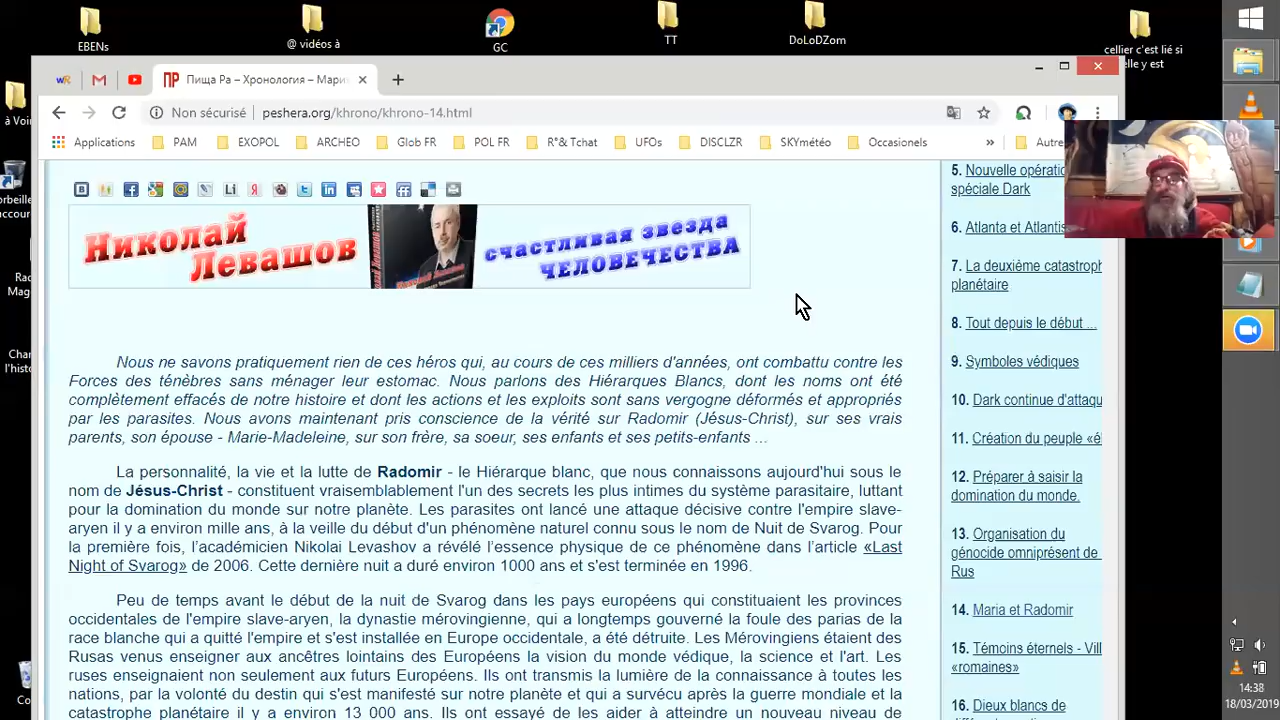 EBENs
@ vidéos à
GC
TT
DoLoDZom
cellier c'est lié si
elle y est
à Voir
Пища Ра – Хронология – Мари
Non sécurisé
peshera.org/khrono/khrono-14.html
Applications
PAM
EXOPOL
ARCHEO
Glob FR
POL FR
R°& Tchat
UFOs
DISCLZR
SKYmétéo
Occasionels
»
Autre
Николай
Левашов
счастливая звезда
ЧЕЛОВЕЧЕСТВА
Nous ne savons pratiquement rien de ces héros qui, au cours de ces milliers d'années, ont combattu contre les
Forces des ténèbres sans ménager leur estomac. Nous parlons des Hiérarques Blancs, dont les noms ont été
complètement effacés de notre histoire et dont les actions et les exploits sont sans vergogne déformés et appropriés
par les parasites. Nous avons maintenant pris conscience de la vérité sur Radomir (Jésus-Christ), sur ses vrais
parents, son épouse - Marie-Madeleine, sur son frère, sa soeur, ses enfants et ses petits-enfants ...
La personnalité, la vie et la lutte de Radomir - le Hiérarque blanc, que nous connaissons aujourd'hui sous le
nom de Jésus-Christ - constituent vraisemblablement l'un des secrets les plus intimes du système parasitaire, luttant
pour la domination du monde sur notre planète. Les parasites ont lancé une attaque décisive contre l'empire slave-
aryen il y a environ mille ans, à la veille du début d'un phénomène naturel connu sous le nom de Nuit de Svarog. Pour
la première fois, l'académicien Nikolai Levashov a révélé l'essence physique de ce phénomène dans l'article «Last
Night of Svarog» de 2006. Cette dernière nuit a duré environ 1000 ans et s'est terminée en 1996.
Peu de temps avant le début de la nuit de Svarog dans les pays européens qui constituaient les provinces
occidentales de l'empire slave-aryen, la dynastie mérovingienne, qui a longtemps gouverné la foule des parias de la
race blanche qui a quitté l'empire et s'est installée en Europe occidentale, a été détruite. Les Mérovingiens étaient des
Rusas venus enseigner aux ancêtres lointains des Européens la vision du monde védique, la science et l'art. Les
ruses enseignaient non seulement aux futurs Européens. Ils ont transmis la lumière de la connaissance à toutes les
nations, par la volonté du destin qui s'est manifesté sur notre planète et qui a survécu après la guerre mondiale et la
catastrophe planétaire il y a environ 13 000 ans. Ils ont essayé de les aider à atteindre un nouveau niveau de
5. Nouvelle opératio
spéciale Dark
6. Atlanta et Atlantis
7. La deuxième catastroph
planétaire
8. Tout depuis le début ...
9. Symboles védiques
10. Dark continue d'attaqu
11. Création du peuple «é
12. Préparer à saisir la
domination du monde.
13. Organisation du
génocide omniprésent de
Rus
14. Maria et Radomir
15. Témoins éternels - Vill
«romaines»
16. Dieux blancs de
14:38
18/03/2019